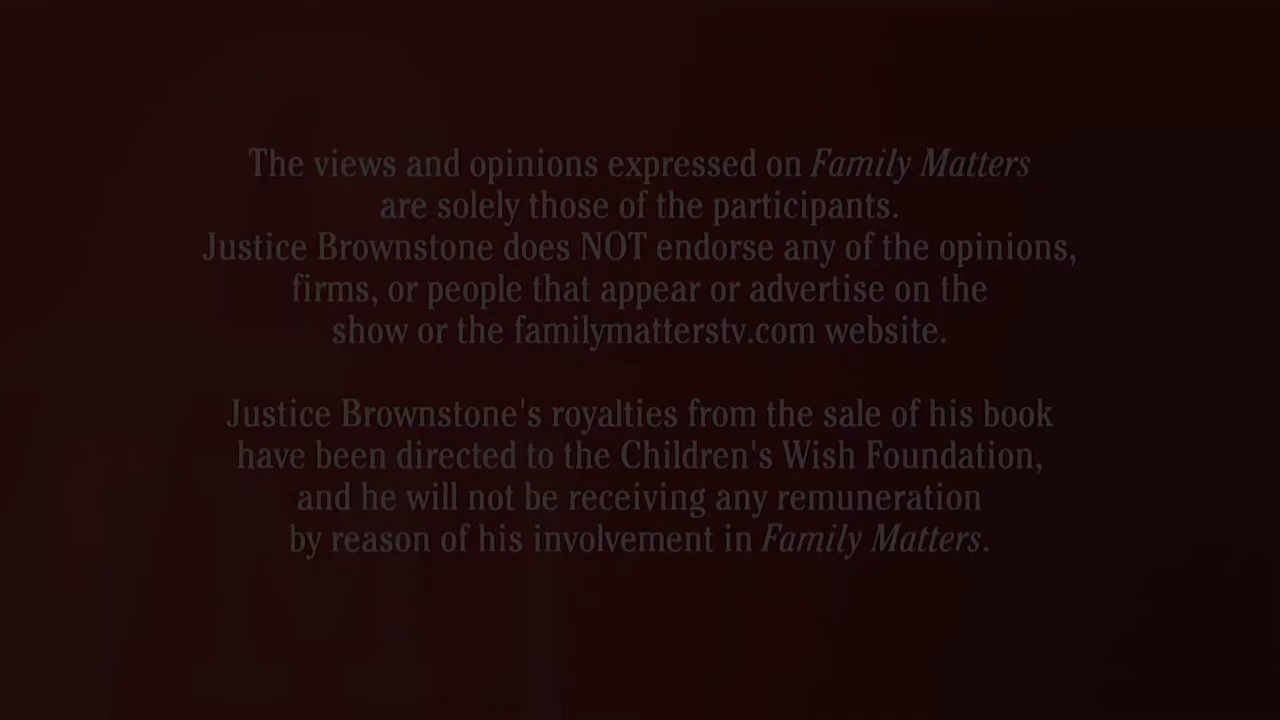 The views and opinions expressed on Family Matters
are solely those of the participants.
Justice Brownstone does NOT endorse any of the opinions,
firms, or people that appear or advertise on the
show or the familymatterstv.com website.
Justice Brownstone's royalties from the sale of his book
have been directed to the Children's Wish Foundation,
and he will not be receiving any remuneration
by reason of his involvement in Family Matters.